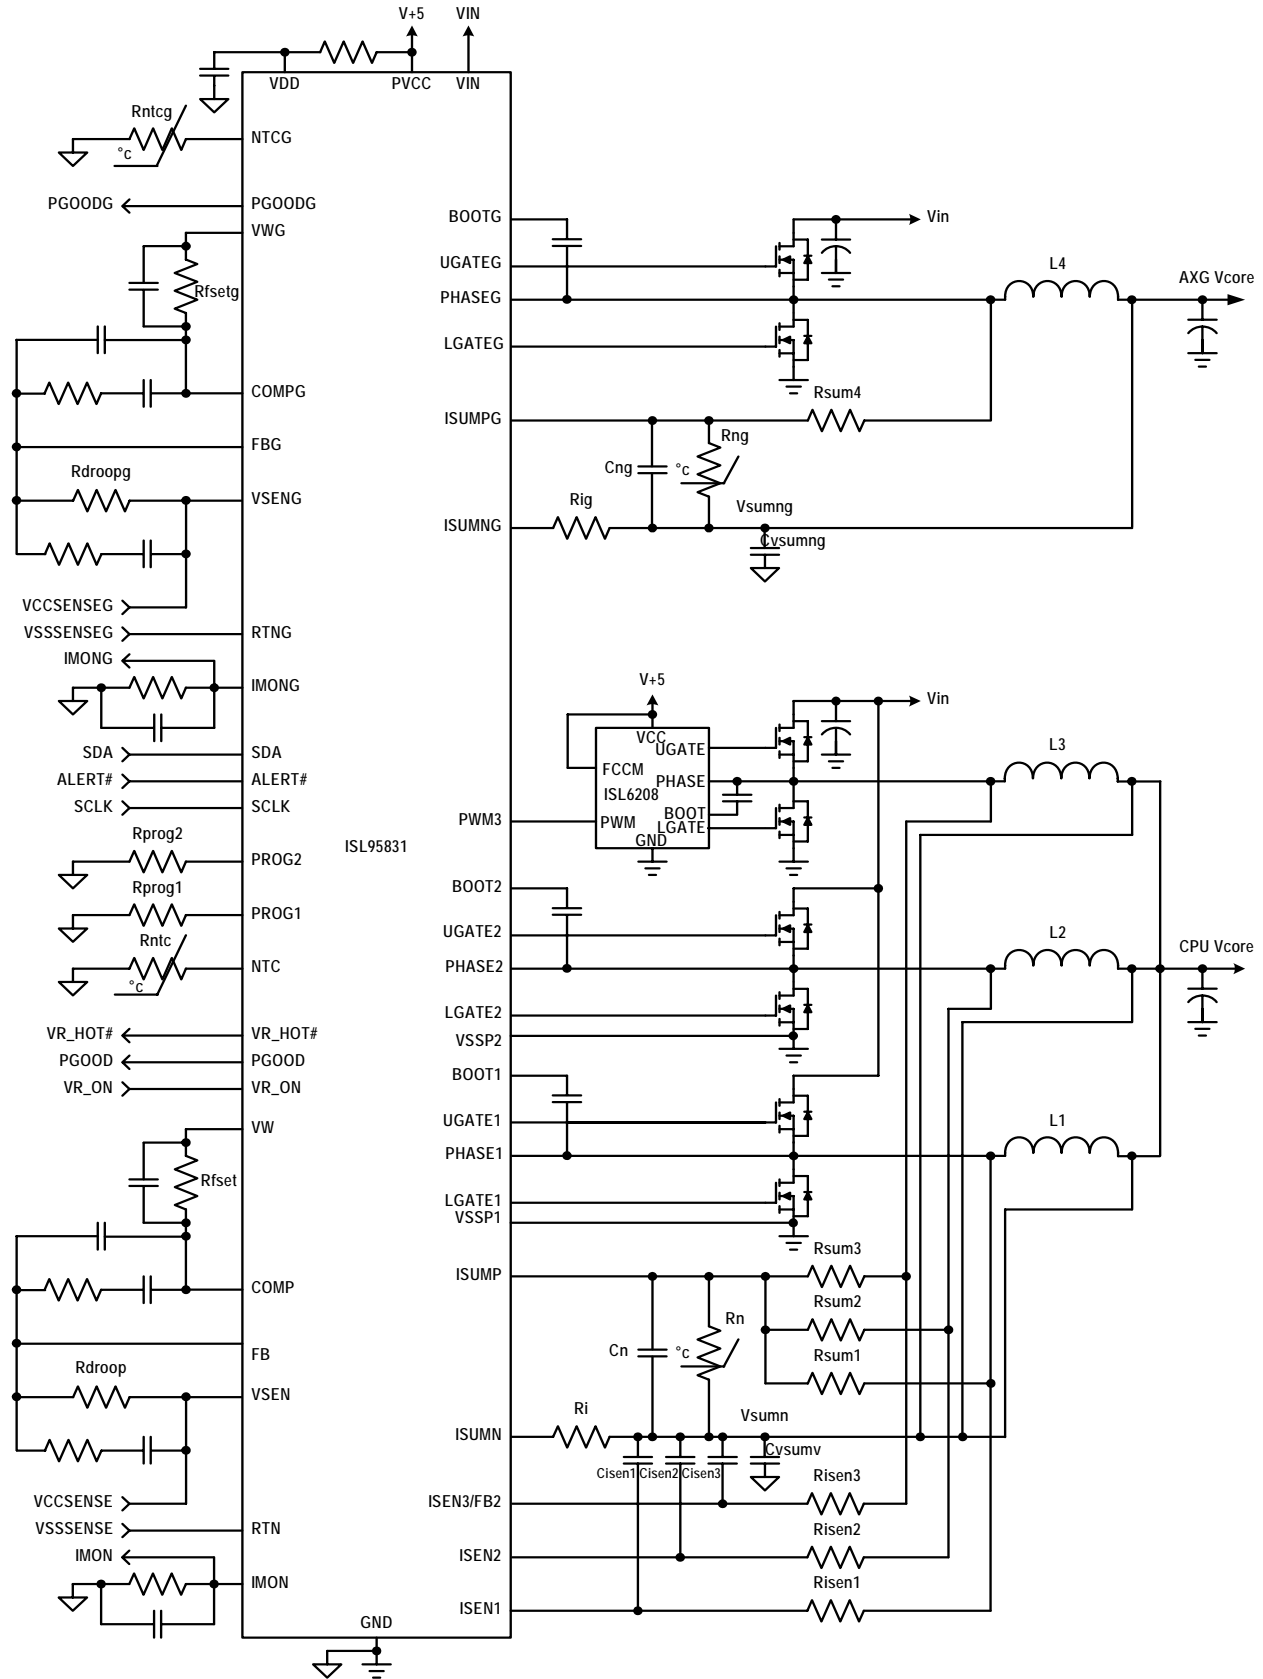 V+5
VIN
VDD
PVCC
VIN
Rntcg
°C
NTCG
PGOODG
PGOODG
VWG
Rfsetg
COMPG
FBG
Rdroopg
VSENG
VCCSENSEG
VSSSENSEG
RTNG
IMONG
IMONG
SDA
SDA
ALERT#
ALERT#
SCLK
SCLK
Rprog2
PROG2
Rprog1
PROG1
Rntc
°C
NTC
VR_HOT#
VR_HOT#
PGOOD
PGOOD
VR_ON
VR_ON
VW
Rfset
COMP
FB
Rdroop
VSEN
VCCSENSE
VSSSENSE
RTN
IMON
IMON
GND
ISL95831
BOOTG
UGATEG
PHASEG
LGATEG
Vin
L4
AXG Vcore
Rsum4
ISUMPG
Rng
Cng
°C
Rig
Vsumng
ISUMNG
Cvsumng
V+5
VCC
UGATE
FCCM
PHASE
ISL6208
BOOT
PWM
LGATE
GND
PWM3
Vin
L3
BOOT2
UGATE2
PHASE2
LGATE2
VSSP2
L2
CPU Vcore
BOOT1
UGATE1
PHASE1
LGATE1
VSSP1
L1
ISUMP
Rsum3
Rsum2
Rsum1
Rn
Cn
°C
Ri
Vsumn
ISUMN
Cvsumv
Cisen1
Cisen2
Cisen3
ISEN3/FB2
Risen3
ISEN2
Risen2
ISEN1
Risen1